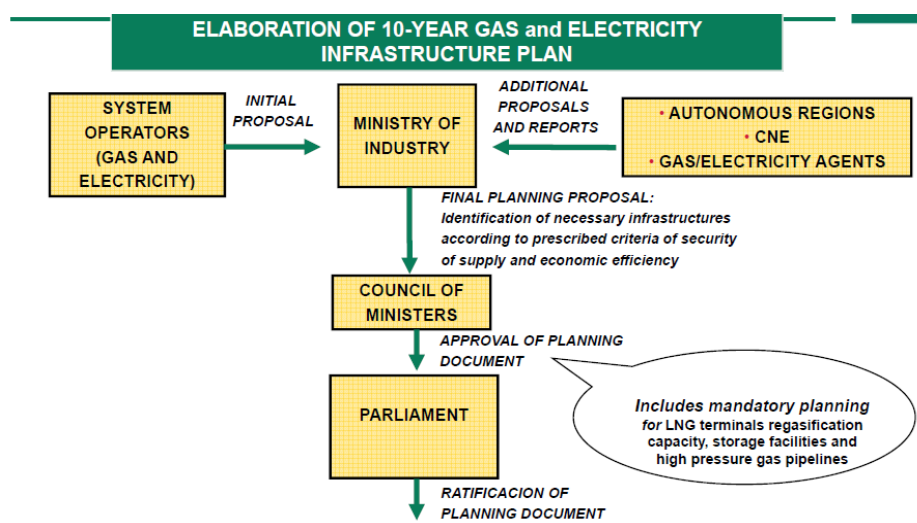 ELABORATION OF 10-YEAR GAS and ELECTRICITY
INFRASTRUCTURE PLAN
SYSTEM
OPERATORS
(GAS AND
ELECTRICITY)
INITIAL
PROPOSAL
MINISTRY OF
INDUSTRY
ADDITIONAL
PROPOSALS
AND REPORTS
• AUTONOMOUS REGIONS
• CNE
• GAS/ELECTRICITY AGENTS
FINAL PLANNING PROPOSAL:
Identification of necessary infrastructures
according to prescribed criteria of security
of supply and economic efficiency
COUNCIL OF
MINISTERS
APPROVAL OF PLANNING
DOCUMENT
PARLIAMENT
Includes mandatory planning
for LNG terminals regasification
capacity, storage facilities and
high pressure gas pipelines
RATIFICACION OF
PLANNING DOCUMENT